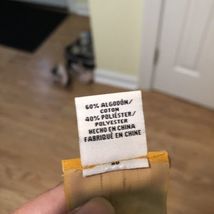 60% ALGODÓN/
COTON
40% POLIÉSTER/
POLYESTER
HECHO EN CHINA
FABRIQUÉ EN CHINE